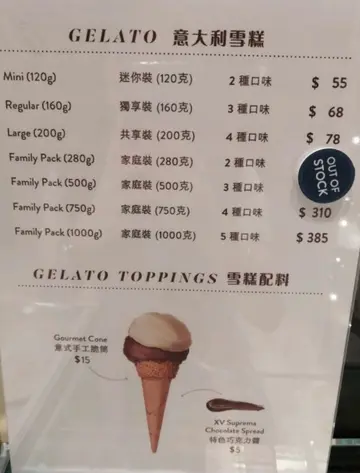 GELATO 意大利雪糕
Mini (120g) 迷你裝 (120克) 2 種口味 $ 55
Regular (160g) 獨享裝 (160克) 3 種口味 $ 68
Large (200g) 共享裝 (200克) 4 種口味 $ 78
Family Pack (280g) 家庭裝 (280克) 2 種口味
OUT OF STOCK
Family Pack (500g) 家庭裝 (500克) 3 種口味
Family Pack (750g) 家庭裝 (750克) 4 種口味 $ 310
Family Pack (1000g) 家庭裝 (1000克) 5 種口味 $ 385
GELATO TOPPINGS 雪糕配料
Gourmet Cone
意式手工脆筒
$15
XV Suprema
Chocolate Spread
特色巧克力醬
$5